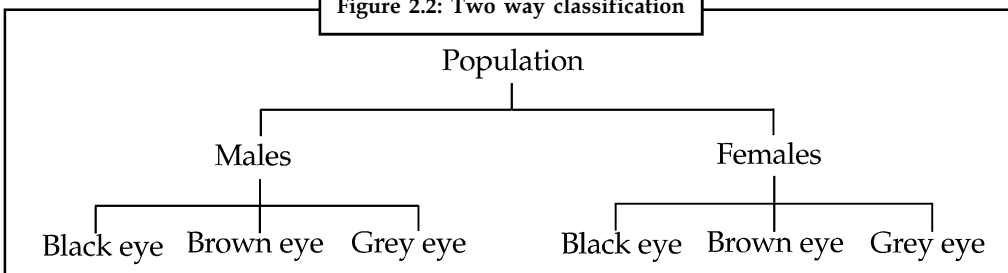 Figure 2.2: Two way classification
Population
Males Females
Black eye Brown eye Grey eye Black eye Brown eye Grey eye